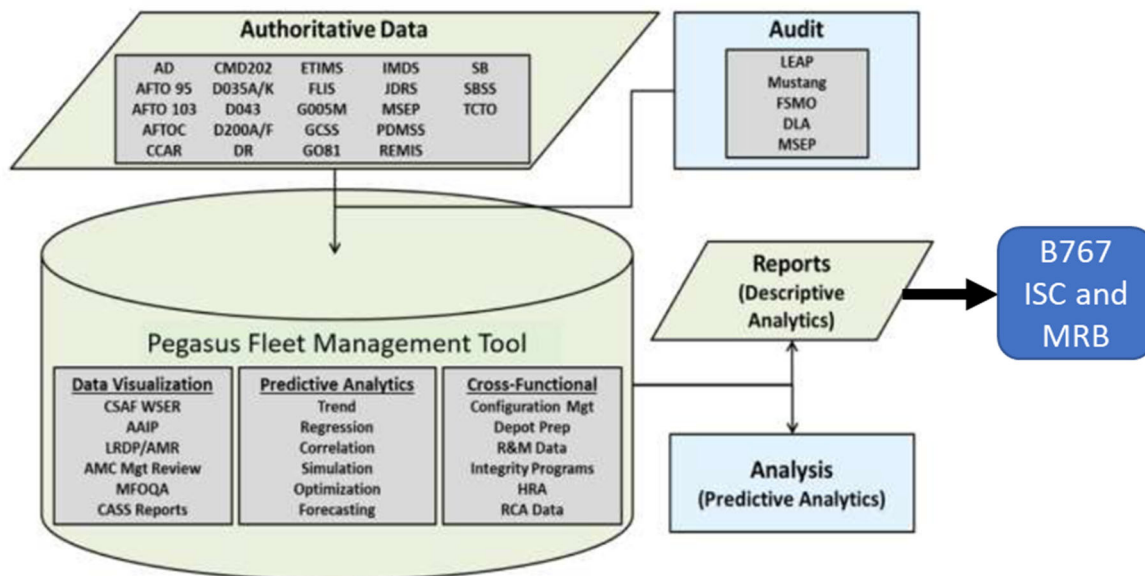 Authoritative Data
AD CMD202 ETIMS IMDS SB
AFTO 95 D035A/K FLIS JDRS SBSS
AFTO 103 D043 G005M MSEP TCTO
AFTOC D200A/F GCSS PDMSS
CCAR DR GO81 REMIS
Audit
LEAP
Mustang
FSMO
DLA
MSEP
Pegasus Fleet Management Tool
Data Visualization
CSAF WSER
AAIP
LRDP/AMR
AMC Mgt Review
MFOQA
CASS Reports
Predictive Analytics
Trend
Regression
Correlation
Simulation
Optimization
Forecasting
Cross-Functional
Configuration Mgt
Depot Prep
R&M Data
Integrity Programs
HRA
RCA Data
Reports
(Descriptive
Analytics)
B767
ISC and
MRB
Analysis
(Predictive Analytics)